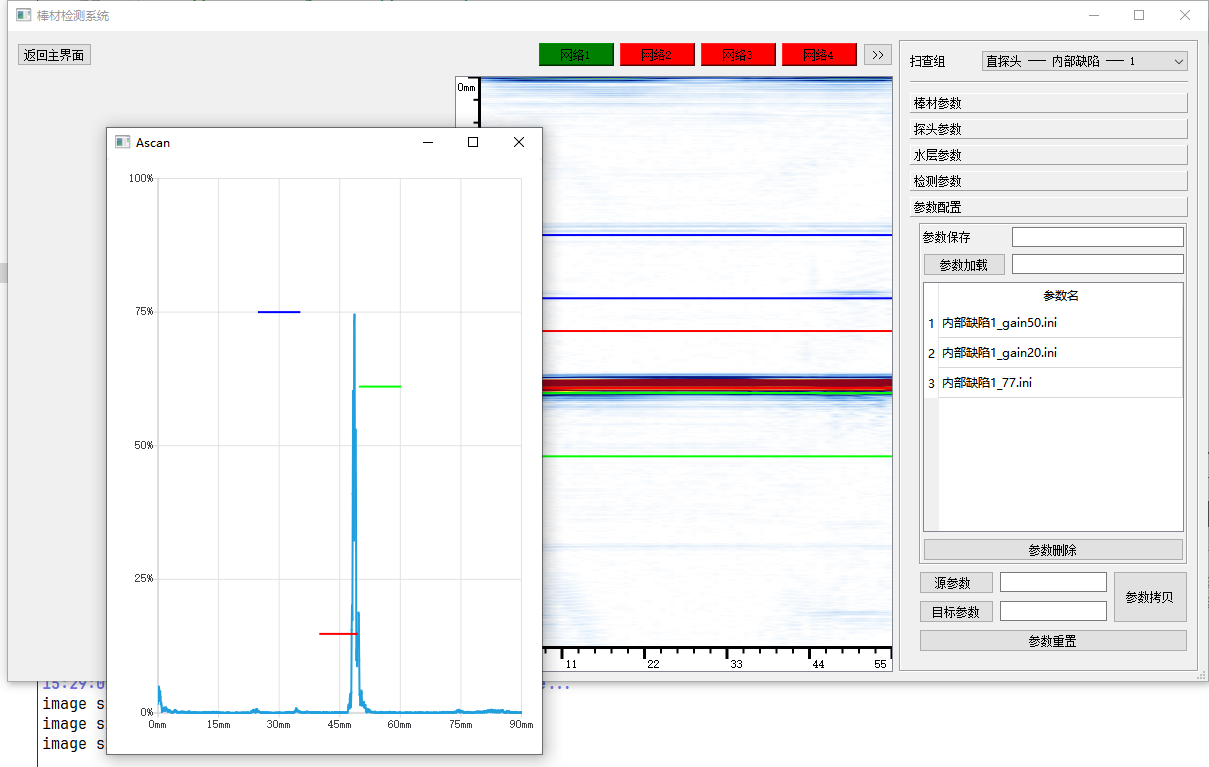 棒材检测系统
返回主界面
网络1
网络2
网络3
网络4
>>
扫查组
直探头 —— 内部缺陷 —— 1
棒材参数
探头参数
水层参数
检测参数
参数配置
参数保存
参数加载
参数名
1 内部缺陷1_gain50.ini
2 内部缺陷1_gain20.ini
3 内部缺陷1_77.ini
参数删除
源参数
目标参数
参数拷贝
参数重置
0mm
11 22 33 44 55
Ascan
100%
75%
50%
25%
0%
0mm 15mm 30mm 45mm 60mm 75mm 90mm
image s
image s
image s